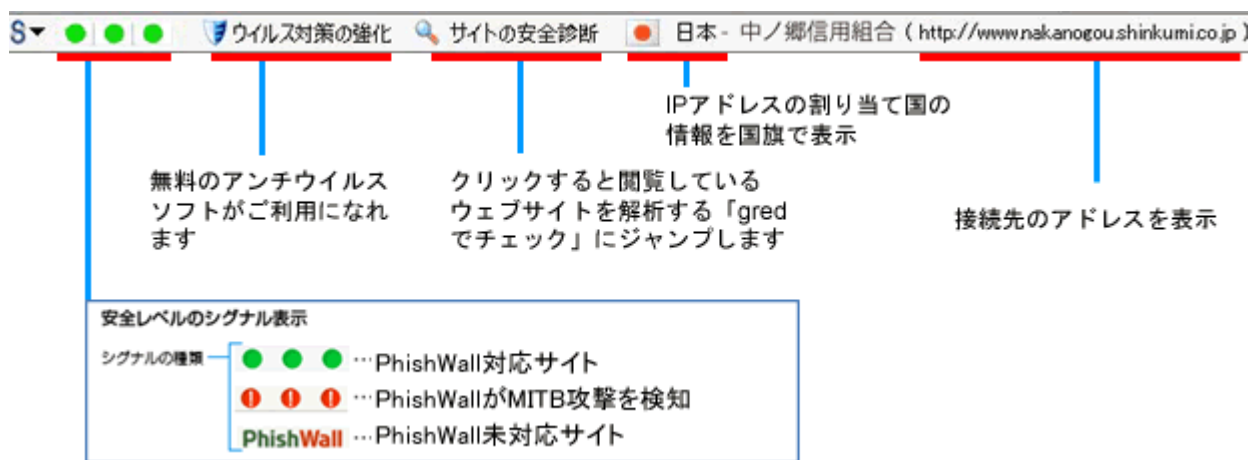 S▼ ウイルス対策の強化 サイトの安全診断 日本 - 中ノ郷信用組合 ( http://www.nakanogou.shinkumi.co.jp )
IPアドレスの割り当て国の
情報を国旗で表示
無料のアンチウイルス
ソフトがご利用になれ
ます
クリックすると閲覧している
ウェブサイトを解析する「gred
でチェック」にジャンプします
接続先のアドレスを表示
安全レベルのシグナル表示
シグナルの種類
…PhishWall対応サイト
…PhishWallがMITB攻撃を検知
PhishWall …PhishWall未対応サイト